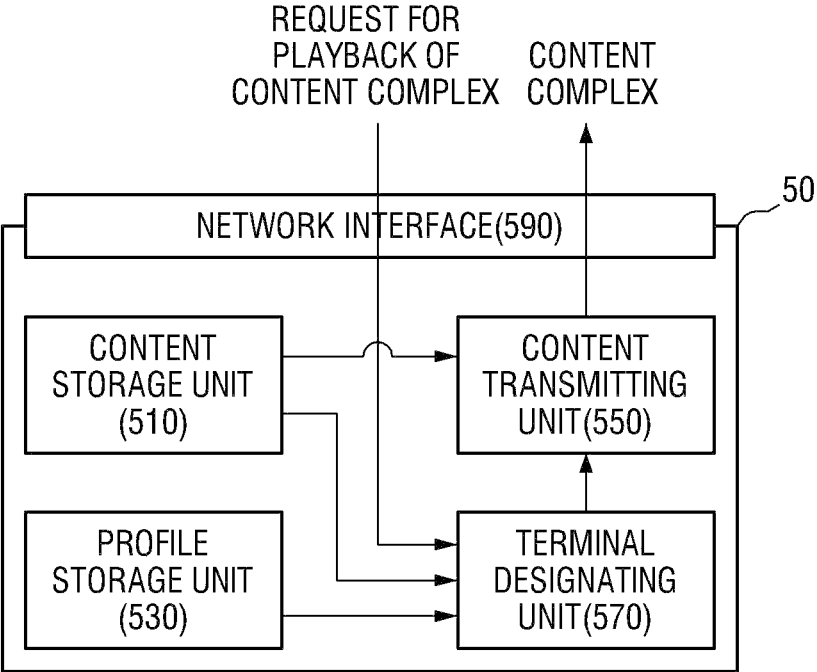 REQUEST FOR
PLAYBACK OF
CONTENT COMPLEX
CONTENT
COMPLEX
50
NETWORK INTERFACE(590)
CONTENT
STORAGE UNIT
(510)
CONTENT
TRANSMITTING
UNIT(550)
PROFILE
STORAGE UNIT
(530)
TERMINAL
DESIGNATING
UNIT(570)